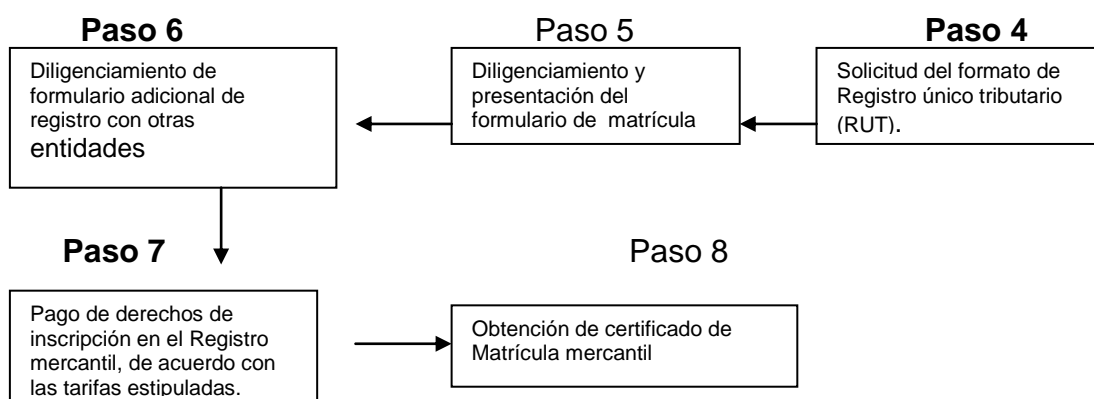 Paso 6
Diligenciamiento de
formulario adicional de
registro con otras
entidades
Paso 5
Diligenciamiento y
presentación del
formulario de matrícula
Paso 4
Solicitud del formato de
Registro único tributario
(RUT).
Paso 7
Pago de derechos de
inscripción en el Registro
mercantil, de acuerdo con
las tarifas estipuladas.
Paso 8
Obtención de certificado de
Matrícula mercantil